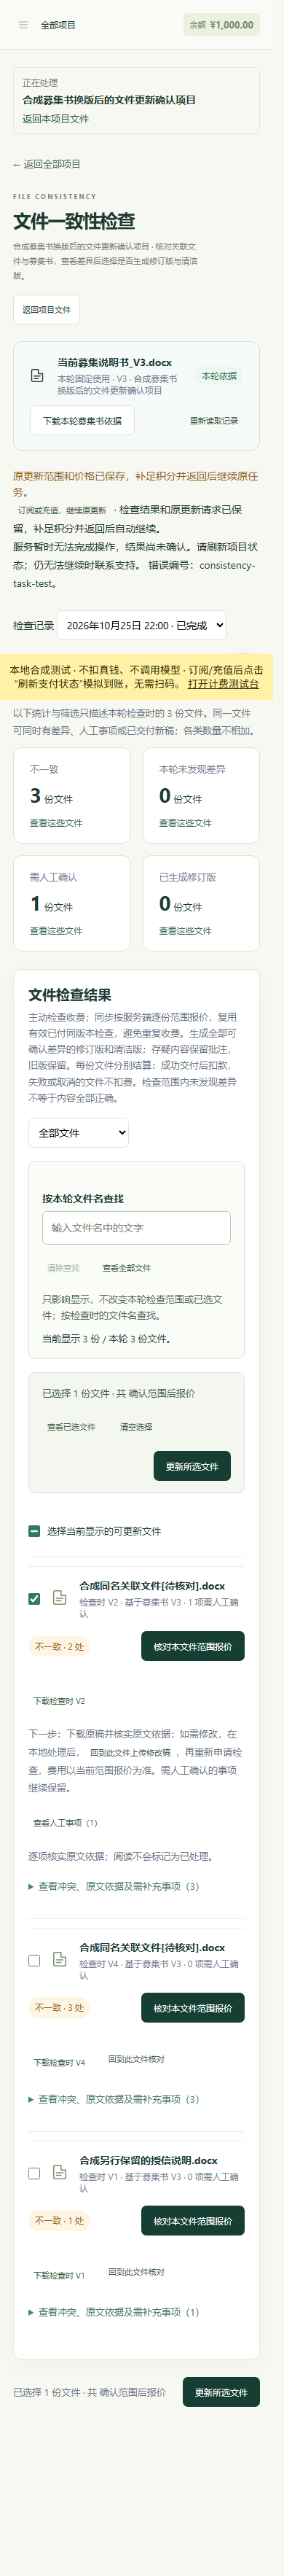 全部项目
余额 ¥1,000.00
正在处理
合成募集书换版后的文件更新确认项目
返回本项目文件
← 返回全部项目
FILE CONSISTENCY
文件一致性检查
合成募集书换版后的文件更新确认项目 · 核对关联文
件与募集书，查看差异后选择是否生成修订版与清洁
版。
返回项目文件
当前募集说明书_V3.docx
本轮固定使用 · V3 · 合成募集书
换版后的文件更新确认项目
本轮依据
下载本轮募集书依据
重新读取记录
原更新范围和价格已保存，补足积分并返回后继续原任
务。
订阅或充值，继续原更新 · 检查结果和原更新请求已保
留，补足积分并返回后自动继续。
服务暂时无法完成操作，结果尚未确认。请刷新项目状
态；仍无法继续时联系支持。 错误编号：consistency-
task-test。
检查记录 2026年10月25日 22:00 · 已完成
本地合成测试 · 不扣真钱、不调用模型 · 订阅/充值后点击
“刷新支付状态”模拟到账，无需扫码。 打开计费测试台
以下统计与筛选只描述本轮检查时的 3 份文件。同一文件
可同时有差异、人工事项或已交付新稿；各类数量不相加。
不一致
3 份文件
查看这些文件
本轮未发现差异
0 份文件
查看这些文件
需人工确认
1 份文件
查看这些文件
已生成修订版
0 份文件
查看这些文件
文件检查结果
主动检查收费；同步按服务端逐份范围报价，复用
有效已付同版本检查，避免重复收费。生成全部可
确认差异的修订版和清洁版；存疑内容保留批注，
旧版保留。每份文件分别结算：成功交付后扣款，
失败或取消的文件不扣费。检查范围内未发现差异
不等于内容全部正确。
全部文件
按本轮文件名查找
输入文件名中的文字
清除查找
查看全部文件
只影响显示，不改变本轮检查范围或已选文
件；按检查时的文件名查找。
当前显示 3 份 / 本轮 3 份文件。
已选择 1 份文件 · 共 确认范围后报价
查看已选文件
清空选择
更新所选文件
选择当前显示的可更新文件
合成同名关联文件[待核对].docx
检查时 V2 · 基于募集书 V3 · 1 项需人工确
认
不一致 · 2 处
核对本文件范围报价
下载检查时 V2
下一步：下载原稿并核实原文依据；如需修改，在
本地处理后， 回到此文件上传修改稿 ，再重新申请检
查，费用以当前范围报价为准。需人工确认的事项
继续保留。
查看人工事项（1）
逐项核实原文依据；阅读不会标记为已处理。
▶ 查看冲突、原文依据及需补充事项（3）
合成同名关联文件[待核对].docx
检查时 V4 · 基于募集书 V3 · 0 项需人工确
认
不一致 · 3 处
核对本文件范围报价
下载检查时 V4
回到此文件核对
▶ 查看冲突、原文依据及需补充事项（3）
合成另行保留的授信说明.docx
检查时 V1 · 基于募集书 V3 · 0 项需人工确
认
不一致 · 1 处
核对本文件范围报价
下载检查时 V1
回到此文件核对
▶ 查看冲突、原文依据及需补充事项（1）
已选择 1 份文件 · 共 确认范围后报价
更新所选文件